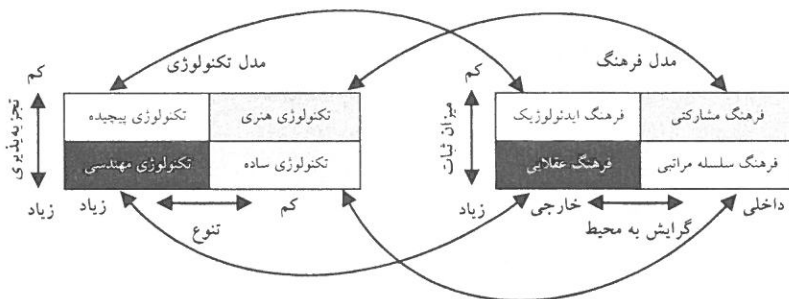 مدل فرهنگ
مدل تکنولوژی
کم
میزان ثبات
زیاد
فرهنگ مشارکتی
فرهنگ ایدئولوژیک
فرهنگ سلسله مراتبی
فرهنگ عقلایی
داخلی
خارجی
گرایش به محیط
کم
تجزیه‌پذیری
زیاد
تکنولوژی هنری
تکنولوژی پیچیده
تکنولوژی ساده
تکنولوژی مهندسی
کم
زیاد
تنوع